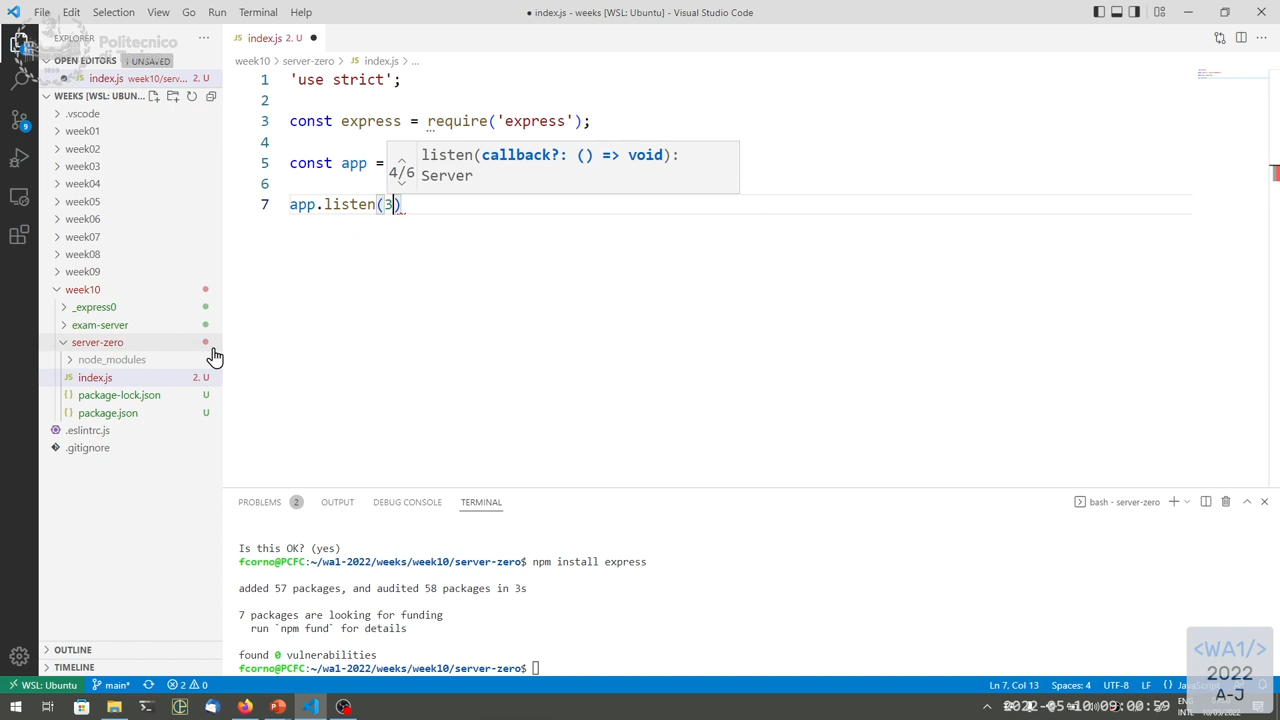 File Edit Selection View Go Run Terminal Help
● index.js - weeks [WSL: Ubuntu] - Visual Studio Code
EXPLORER
Politecnico
OPEN EDITORS 1 UNSAVED
index.js week10/serv... 2, U
WEEKS [WSL: UBUN...
.vscode
week01
week02
week03
week04
week05
week06
week07
week08
week09
week10
_express0
exam-server
server-zero
node_modules
index.js 2, U
package-lock.json U
package.json U
.eslintrc.js
.gitignore
OUTLINE
TIMELINE
index.js 2, U ●
week10 > server-zero > index.js > ...
1 'use strict';
2
3 const express = require('express');
4
5 const app =
6
7 app.listen(3)
4/6 listen(callback?: () => void):
Server
PROBLEMS 2 OUTPUT DEBUG CONSOLE TERMINAL
bash - server-zero
Is this OK? (yes)
fcorno@PCFC:~/wa1-2022/weeks/week10/server-zero$ npm install express
added 57 packages, and audited 58 packages in 3s
7 packages are looking for funding
run `npm fund` for details
found 0 vulnerabilities
fcorno@PCFC:~/wa1-2022/weeks/week10/server-zero$
<WA1/>
2022
A-J
WSL: Ubuntu main* 2 0
Ln 7, Col 13 Spaces: 4 UTF-8 LF
9